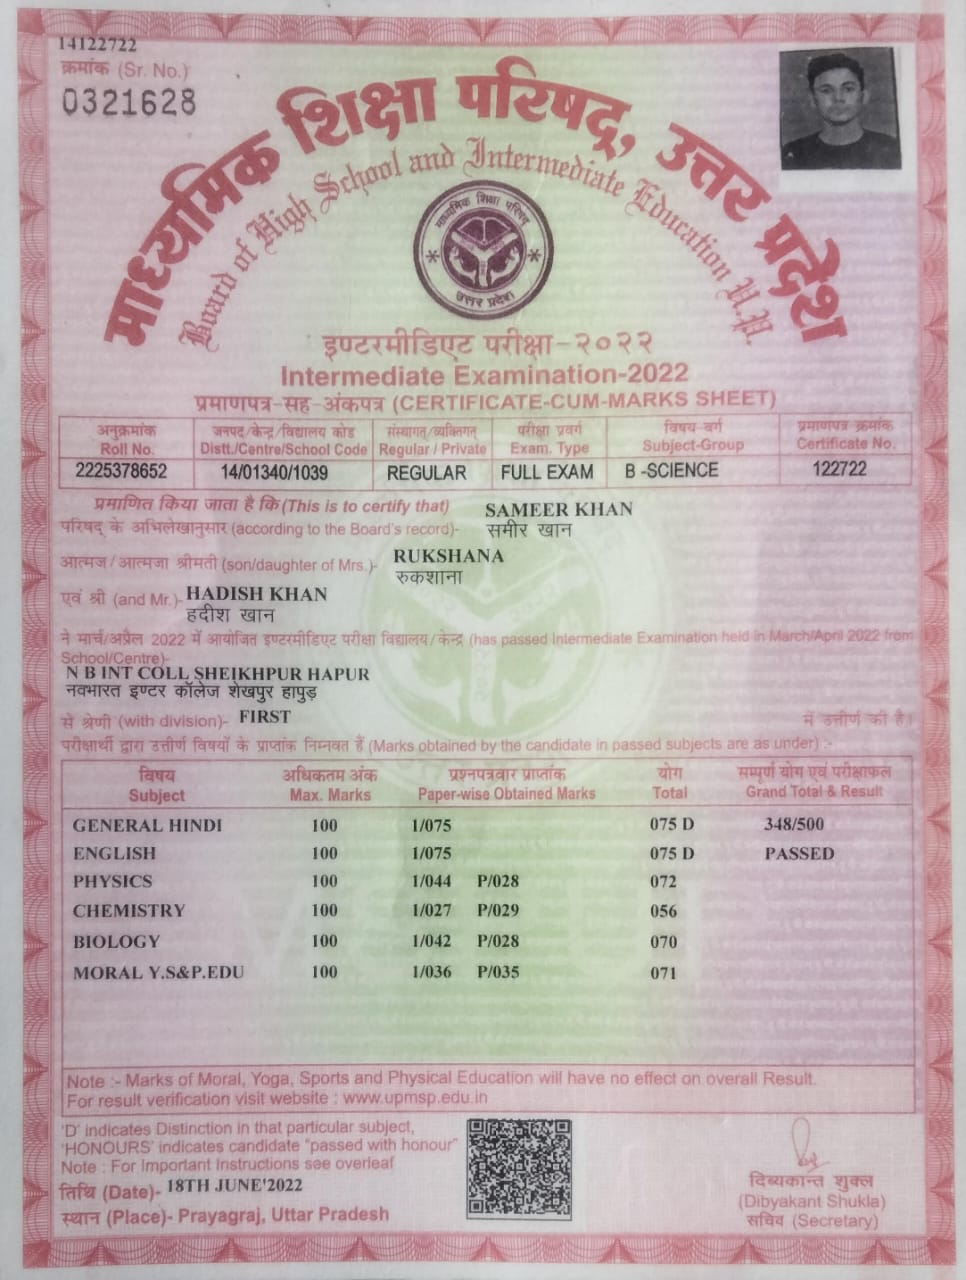 14122722
क्रमांक (Sr. No.)
0321628
माध्यमिक शिक्षा परिषद्, उत्तर प्रदेश
Board of High School and Intermediate Education U.P.
माध्यमिक शिक्षा परिषद्
उत्तर प्रदेश
इण्टरमीडिएट परीक्षा-२०२२
Intermediate Examination-2022
प्रमाणपत्र-सह-अंकपत्र (CERTIFICATE-CUM-MARKS SHEET)
अनुक्रमांक जनपद/केन्द्र/विद्यालय कोड संस्थागत/व्यक्तिगत परीक्षा प्रवर्ग विषय-वर्ग प्रमाणपत्र क्रमांक
Roll No. Distt./Centre/School Code Regular / Private Exam. Type Subject-Group Certificate No.
2225378652 14/01340/1039 REGULAR FULL EXAM B -SCIENCE 122722
प्रमाणित किया जाता है कि (This is to certify that) SAMEER KHAN
परिषद् के अभिलेखानुसार (according to the Board's record)- समीर खान
आत्मज/आत्मजा श्रीमती (son/daughter of Mrs.)- RUKSHANA
रुकशाना
एवं श्री (and Mr.)- HADISH KHAN
हदीश खान
ने मार्च/अप्रैल 2022 में आयोजित इण्टरमीडिएट परीक्षा विद्यालय/केन्द्र (has passed Intermediate Examination held in March/April 2022 from
School/Centre)-
N B INT COLL SHEIKHPUR HAPUR
नवभारत इण्टर कॉलेज शेखपुर हापुड़
से श्रेणी (with division)- FIRST में उत्तीर्ण की है।
परीक्षार्थी द्वारा उत्तीर्ण विषयों के प्राप्तांक निम्नवत हैं (Marks obtained by the candidate in passed subjects are as under) :-
विषय अधिकतम अंक प्रश्नपत्रवार प्राप्तांक योग सम्पूर्ण योग एवं परीक्षाफल
Subject Max. Marks Paper-wise Obtained Marks Total Grand Total & Result
GENERAL HINDI 100 1/075 075 D 348/500
ENGLISH 100 1/075 075 D PASSED
PHYSICS 100 1/044 P/028 072
CHEMISTRY 100 1/027 P/029 056
BIOLOGY 100 1/042 P/028 070
MORAL Y.S&P.EDU 100 1/036 P/035 071
Note :- Marks of Moral, Yoga, Sports and Physical Education will have no effect on overall Result.
For result verification visit website : www.upmsp.edu.in
'D' indicates Distinction in that particular subject,
'HONOURS' indicates candidate "passed with honour"
Note : For Important Instructions see overleaf
तिथि (Date)- 18TH JUNE'2022
स्थान (Place)- Prayagraj, Uttar Pradesh
दिब्यकान्त शुक्ल
(Dibyakant Shukla)
सचिव (Secretary)